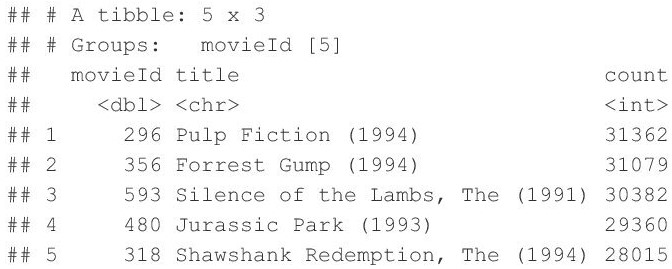 ## # A tibble: 5 x 3
## # Groups:   movieId [5]
##   movieId title                             count
##     <dbl> <chr>                             <int>
## 1     296 Pulp Fiction (1994)               31362
## 2     356 Forrest Gump (1994)               31079
## 3     593 Silence of the Lambs, The (1991) 30382
## 4     480 Jurassic Park (1993)              29360
## 5     318 Shawshank Redemption, The (1994) 28015